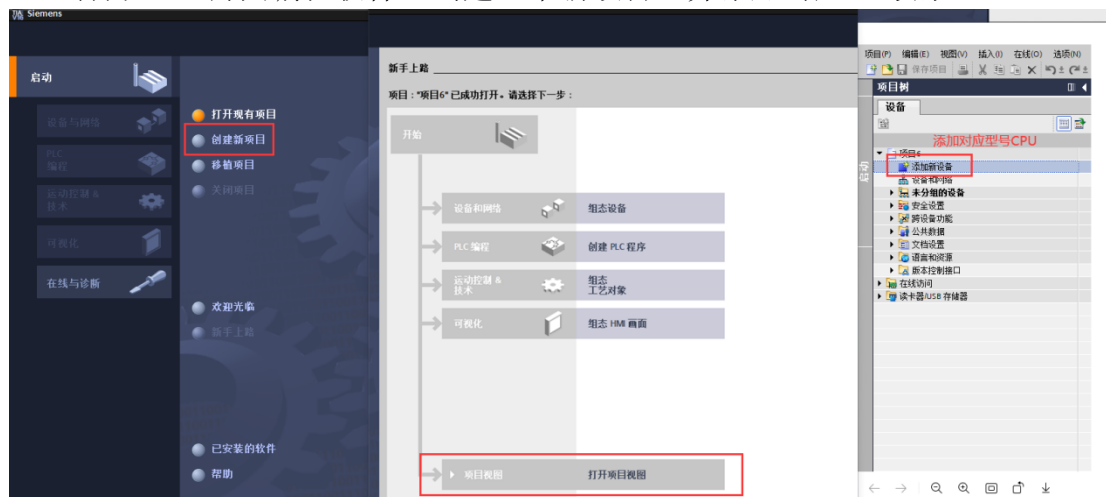 Siemens
启动
设备与网络
PLC
编程
运动控制 &
技术
可视化
在线与诊断
打开现有项目
创建新项目
移植项目
关闭项目
欢迎光临
新手上路
已安装的软件
帮助
新手上路
项目："项目6"已成功打开。请选择下一步：
开始
设备和网络
组态设备
PLC 编程
创建 PLC 程序
运动控制 &
技术
组态
工艺对象
可视化
组态 HMI 画面
项目视图
打开项目视图
项目(P) 编辑(E) 视图(V) 插入(I) 在线(O) 选项(N)
保存项目
项目树
设备
添加对应型号CPU
项目6
添加新设备
设备和网络
未分组的设备
安全设置
跨设备功能
公共数据
文档设置
语言和资源
版本控制接口
在线访问
读卡器/USB 存储器